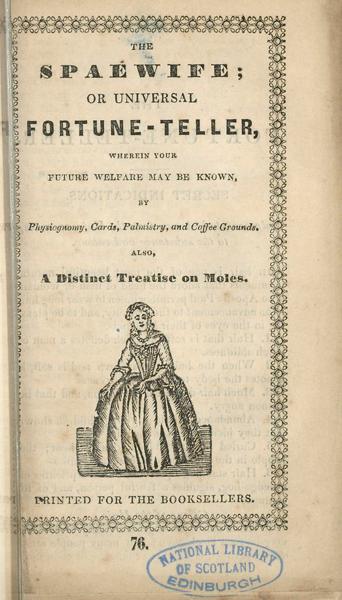 THE
SPAEWIFE;
OR UNIVERSAL
FORTUNE-TELLER,
WHEREIN YOUR
FUTURE WELFARE MAY BE KNOWN,
BY
Physiognomy, Cards, Palmistry, and Coffee Grounds.
ALSO,
A Distinct Treatise on Moles.
PRINTED FOR THE BOOKSELLERS.
76.
NATIONAL LIBRARY
OF SCOTLAND
EDINBURGH